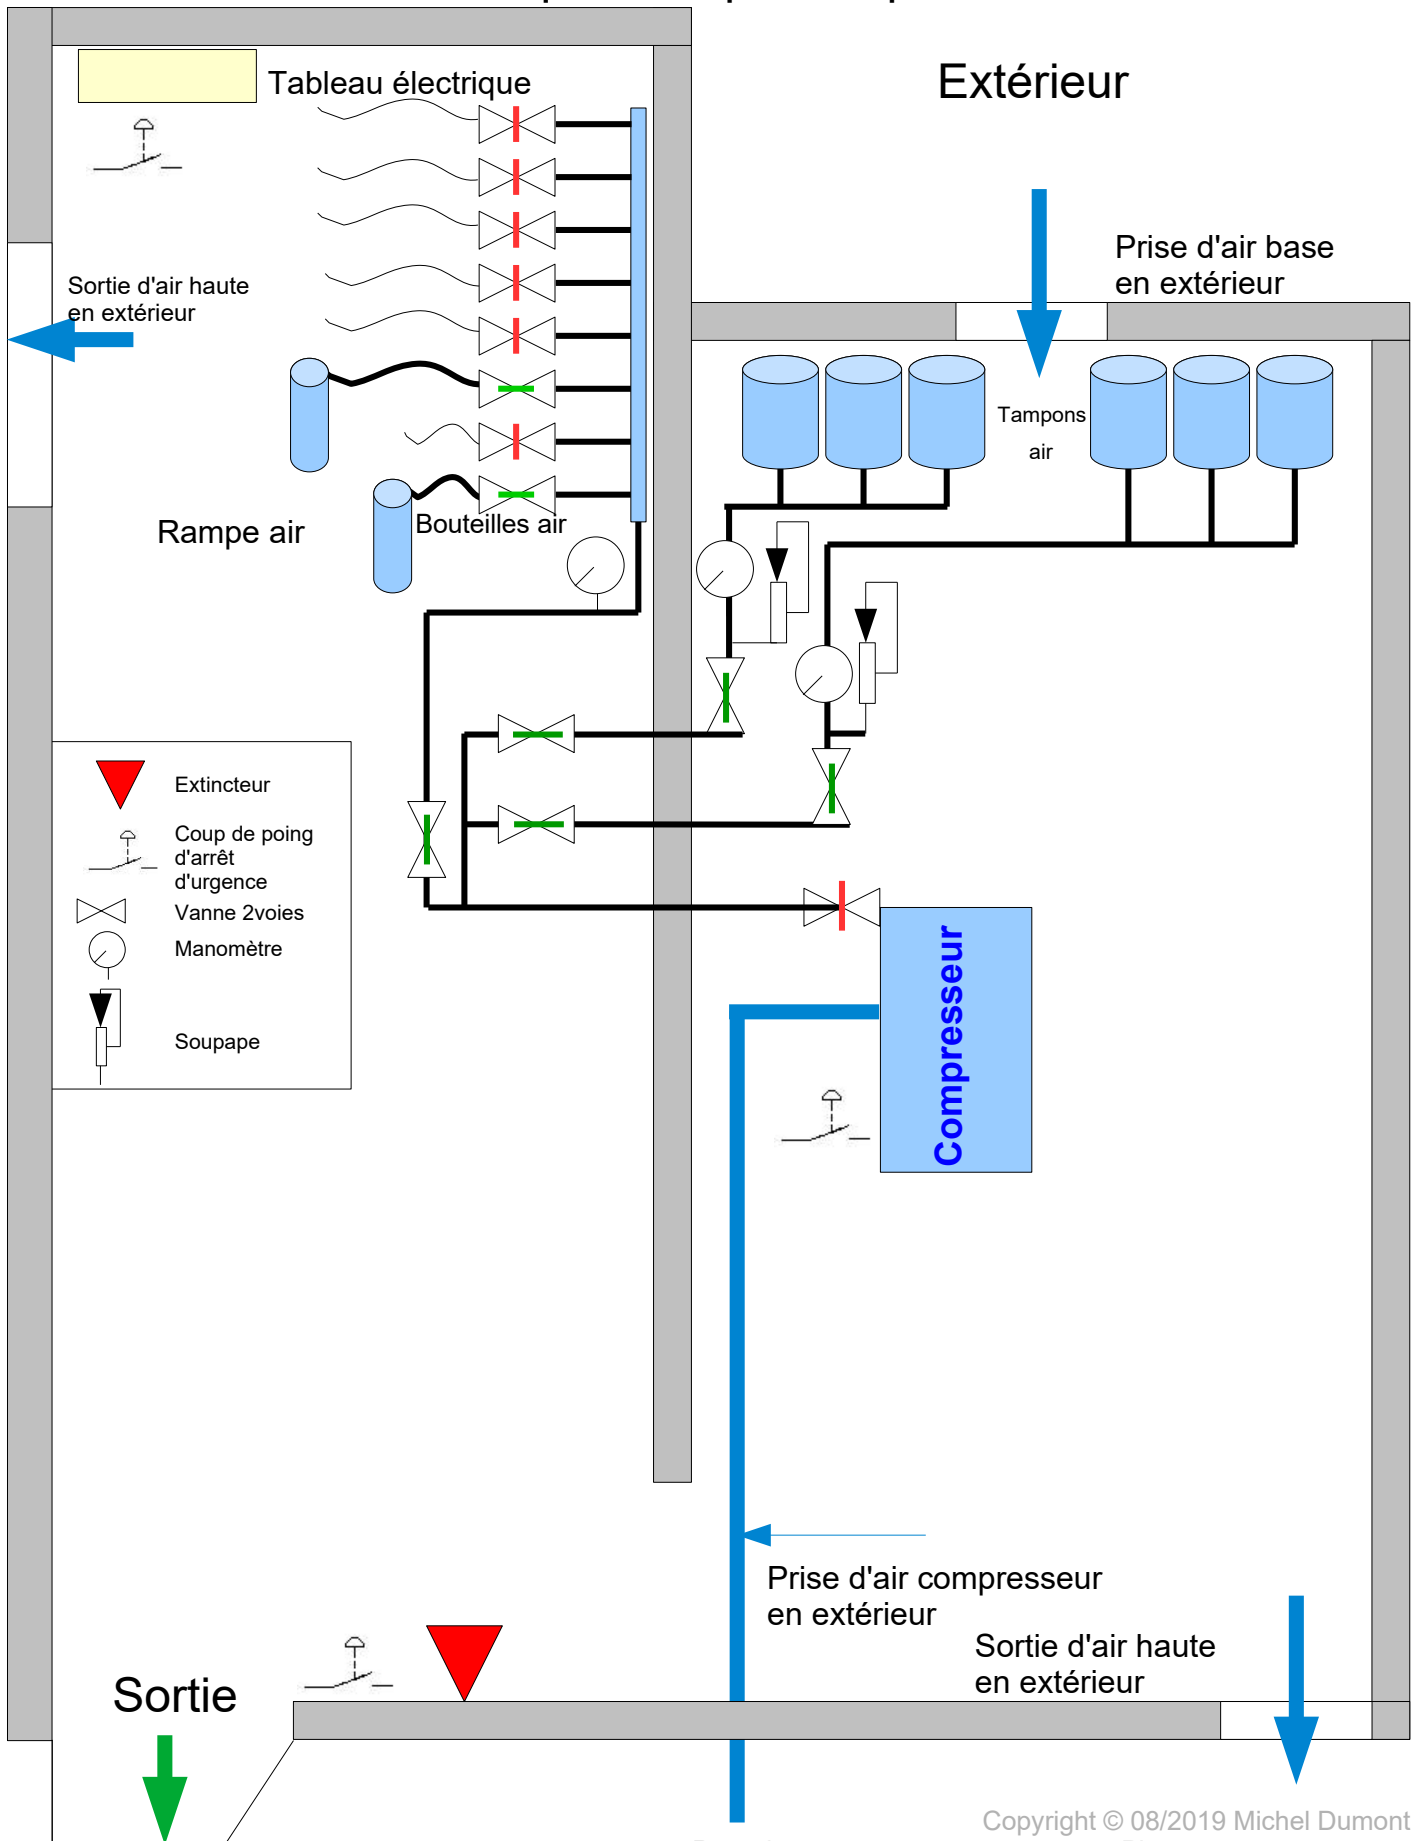 Tableau électrique
Extérieur
Prise d'air base
en extérieur
Sortie d'air haute
en extérieur
Tampons
air
Rampe air
Bouteilles air
Extincteur
Coup de poing
d'arrêt
d'urgence
Vanne 2voies
Manomètre
Soupape
Compresseur
Prise d'air compresseur
en extérieur
Sortie d'air haute
en extérieur
Sortie
Copyright © 08/2019 Michel Dumont